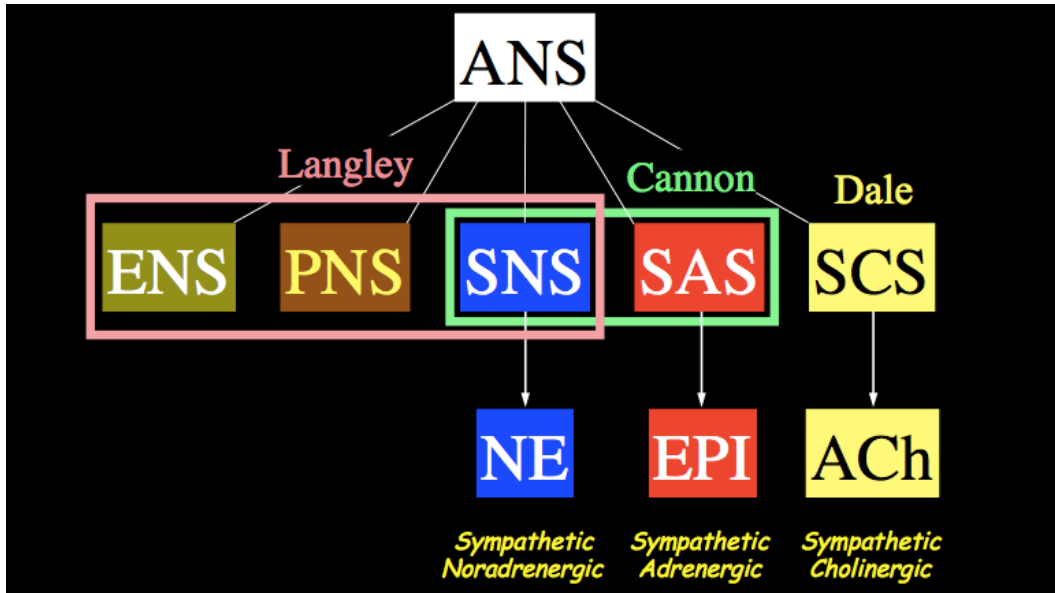 ANS
Langley
Cannon
Dale
ENS
PNS
SNS
SAS
SCS
NE
EPI
ACh
Sympathetic
Noradrenergic
Sympathetic
Adrenergic
Sympathetic
Cholinergic